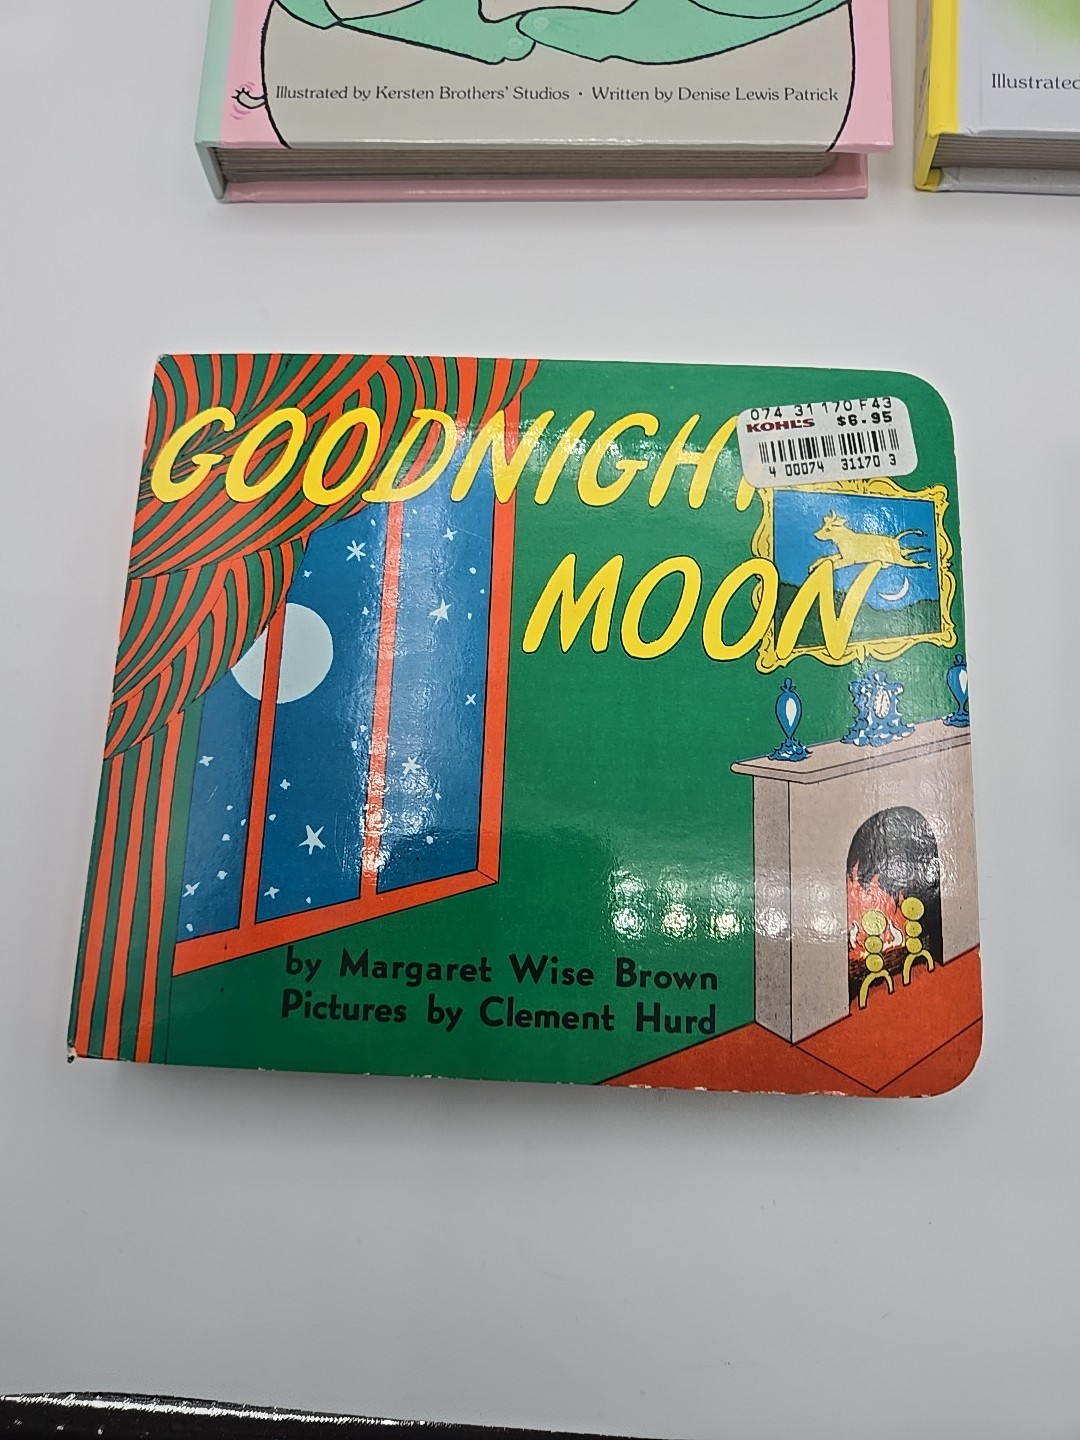 Illustrated by Kersten Brothers' Studios • Written by Denise Lewis Patrick
Illustrated
074 31170 F43
KOHL'S $6.95
4 00074 31170 3
GOODNIGH
MOON
by Margaret Wise Brown
Pictures by Clement Hurd